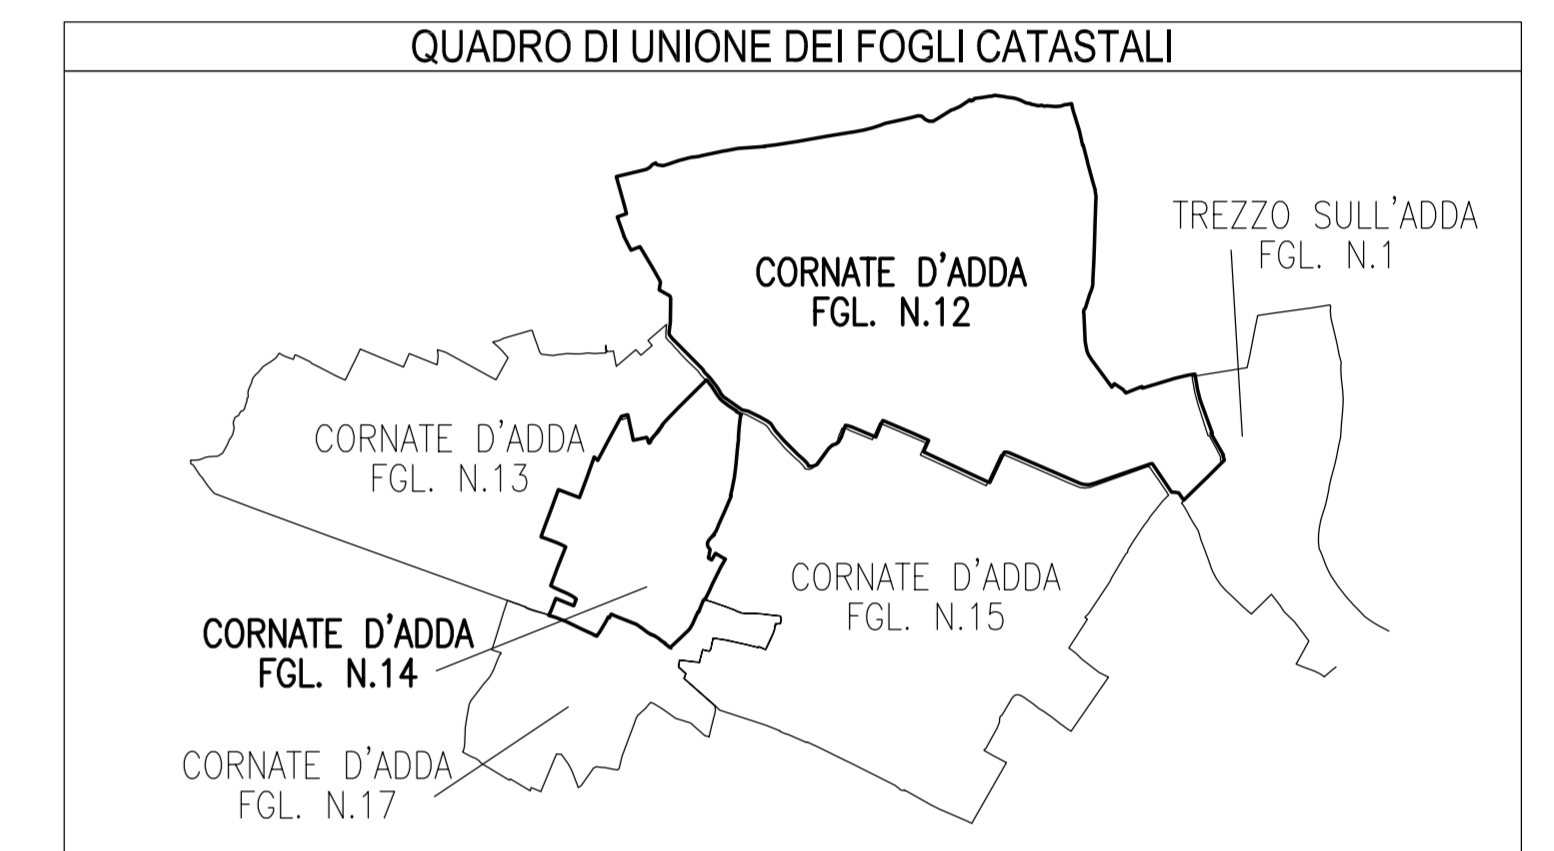 QUADRO DI UNIONE DEI FOGLI CATASTALI
TREZZO SULL'ADDA
FGL. N.1
CORNATE D'ADDA
FGL. N.12
CORNATE D'ADDA
FGL. N.13
CORNATE D'ADDA
FGL. N.15
CORNATE D'ADDA
FGL. N.14
CORNATE D'ADDA
FGL. N.17